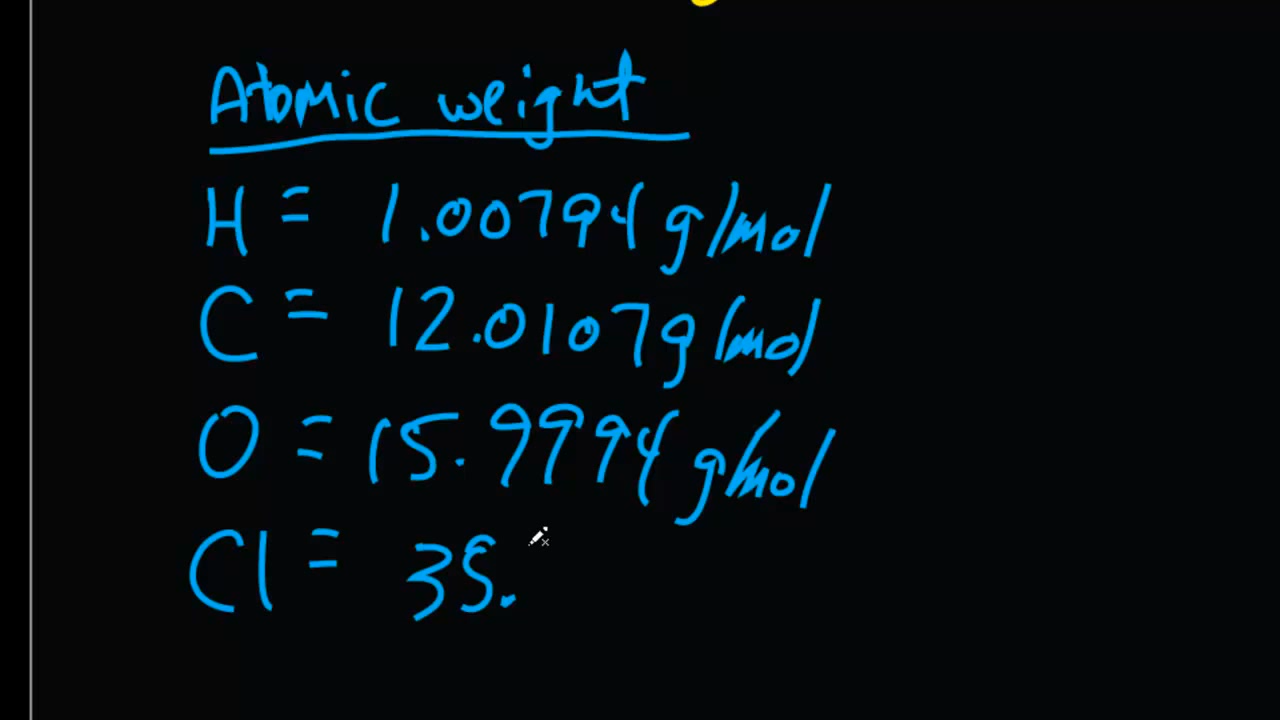 Atomic weight
H = 1.00794 g/mol
C = 12.0107 g/mol
O = 15.9994 g/mol
Cl = 35.